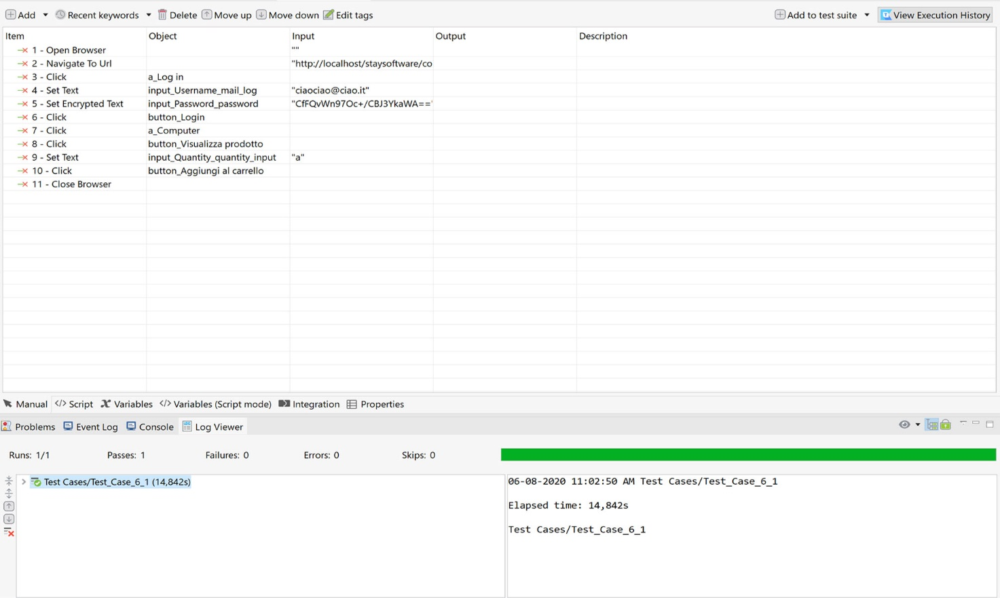 Add Recent keywords Delete Move up Move down Edit tags Add to test suite View Execution History
Item Object Input Output Description
1 - Open Browser ""
2 - Navigate To Url "http://localhost/staysoftware/co
3 - Click a_Log in
4 - Set Text input_Username_mail_log "ciaociao@ciao.it"
5 - Set Encrypted Text input_Password_password "CfFQvWn97Oc+/CBJ3YkaWA=="
6 - Click button_Login
7 - Click a_Computer
8 - Click button_Visualizza prodotto
9 - Set Text input_Quantity_quantity_input "a"
10 - Click button_Aggiungi al carrello
11 - Close Browser
Manual </> Script Variables </> Variables (Script mode) Integration Properties
Problems Event Log Console Log Viewer
Runs: 1/1 Passes: 1 Failures: 0 Errors: 0 Skips: 0
Test Cases/Test_Case_6_1 (14,842s)
06-08-2020 11:02:50 AM Test Cases/Test_Case_6_1
Elapsed time: 14,842s
Test Cases/Test_Case_6_1